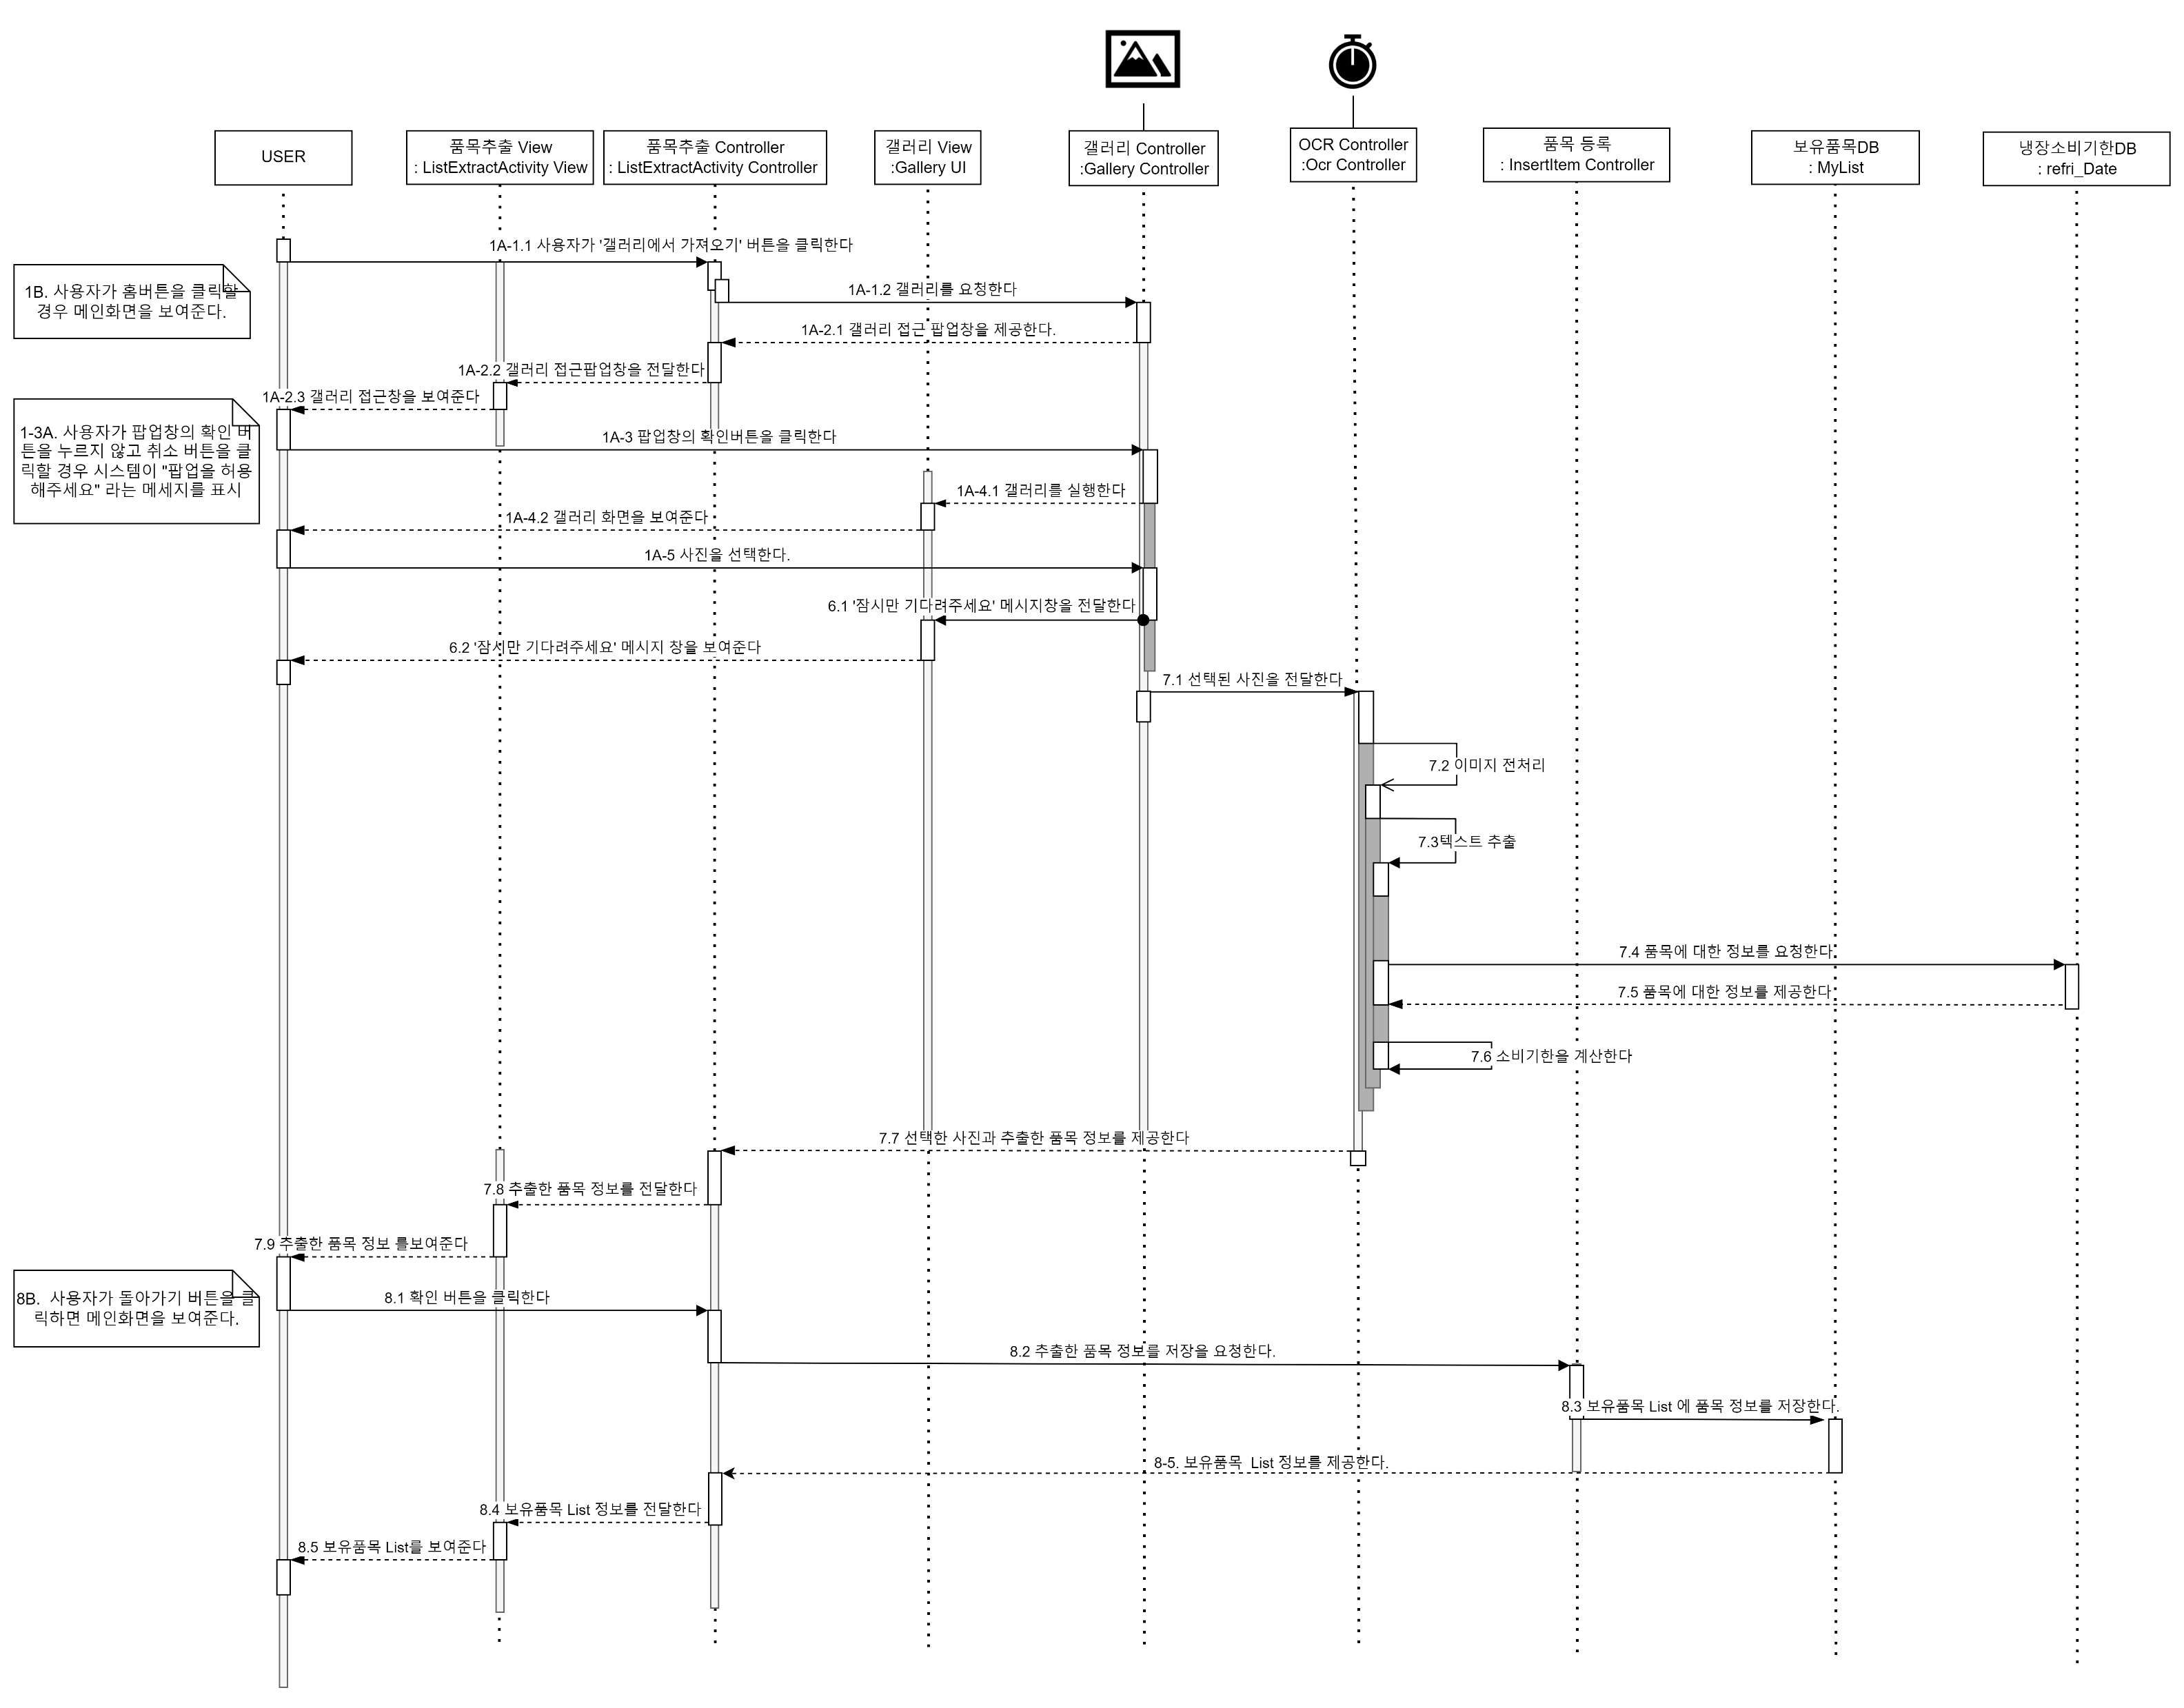 USER
품목추출 View
: ListExtractActivity View
품목추출 Controller
: ListExtractActivity Controller
갤러리 View
:Gallery UI
갤러리 Controller
:Gallery Controller
OCR Controller
:Ocr Controller
품목 등록
: InsertItem Controller
보유품목DB
: MyList
냉장소비기한DB
: refri_Date
1A-1.1 사용자가 '갤러리에서 가져오기' 버튼을 클릭한다
1B. 사용자가 홈버튼을 클릭할
경우 메인화면을 보여준다.
1A-1.2 갤러리를 요청한다
1A-2.1 갤러리 접근 팝업창을 제공한다.
1A-2.2 갤러리 접근팝업창을 전달한다
1A-2.3 갤러리 접근창을 보여준다
1-3A. 사용자가 팝업창의 확인 버
튼을 누르지 않고 취소 버튼을 클
릭할 경우 시스템이 "팝업을 허용
해주세요" 라는 메세지를 표시
1A-3 팝업창의 확인버튼을 클릭한다
1A-4.1 갤러리를 실행한다
1A-4.2 갤러리 화면을 보여준다
1A-5 사진을 선택한다.
6.1 '잠시만 기다려주세요' 메시지창을 전달한다
6.2 '잠시만 기다려주세요' 메시지 창을 보여준다
7.1 선택된 사진을 전달한다
7.2 이미지 전처리
7.3텍스트 추출
7.4 품목에 대한 정보를 요청한다
7.5 품목에 대한 정보를 제공한다
7.6 소비기한을 계산한다
7.7 선택한 사진과 추출한 품목 정보를 제공한다
7.8 추출한 품목 정보를 전달한다
7.9 추출한 품목 정보 를보여준다
8B.  사용자가 돌아가기 버튼을 클
릭하면 메인화면을 보여준다.
8.1 확인 버튼을 클릭한다
8.2 추출한 품목 정보를 저장을 요청한다.
8.3 보유품목 List 에 품목 정보를 저장한다.
8-5. 보유품목  List 정보를 제공한다.
8.4 보유품목 List 정보를 전달한다
8.5 보유품목 List를 보여준다